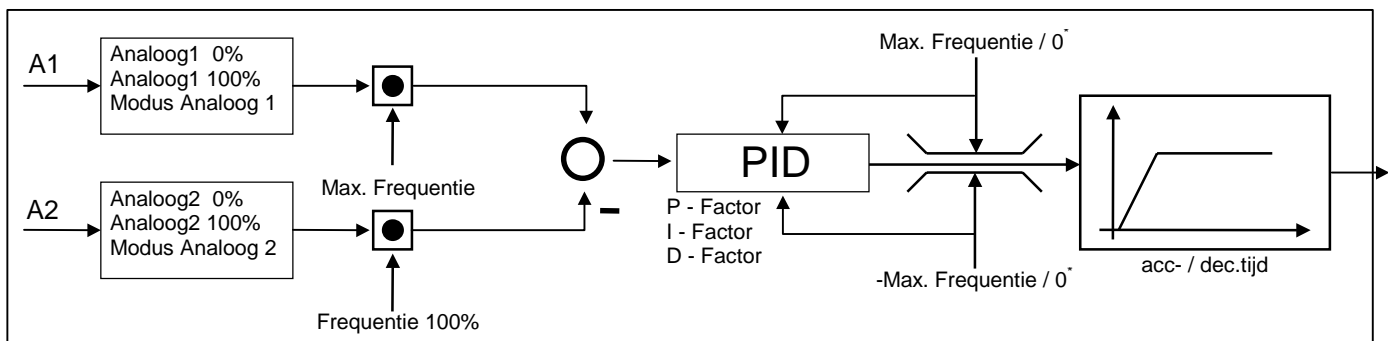 A1
Analoog1 0%
Analoog1 100%
Modus Analoog 1
Max. Frequentie
A2
Analoog2 0%
Analoog2 100%
Modus Analoog 2
Frequentie 100%
-
PID
P - Factor
I - Factor
D - Factor
Max. Frequentie / 0*
-Max. Frequentie / 0*
acc- / dec.tijd